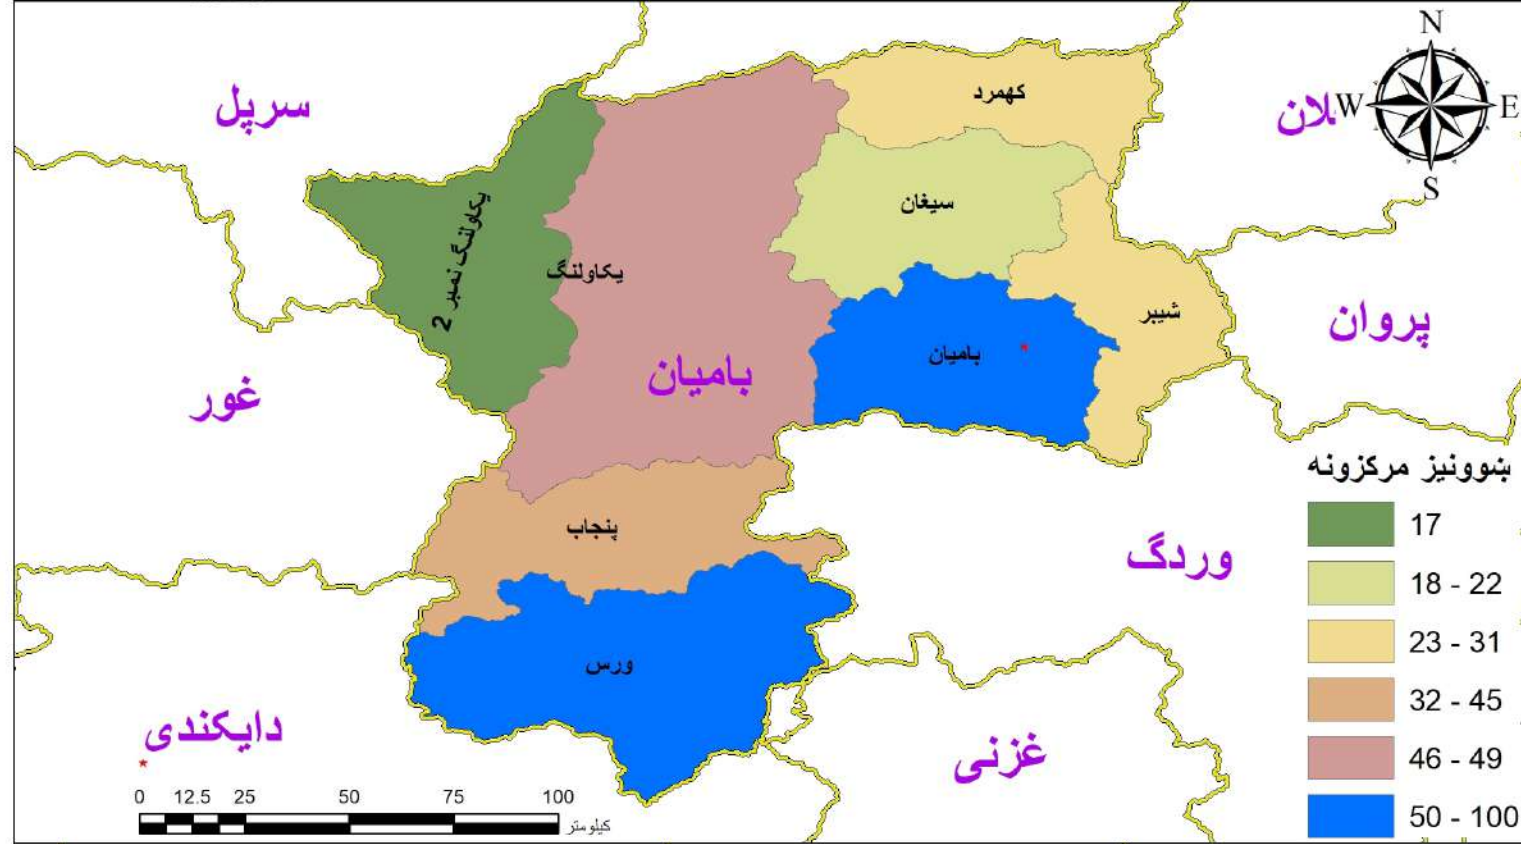 N
W
E
S
سرپل
کهمرد
سیغان
یکاولنگ نمبر 2
یکاولنگ
شیبر
پروان
بامیان
بامیان
غور
پنجاب
وردگ
ورس
دایکندی
غزنی
ښوونیز مرکزونه
17
18 - 22
23 - 31
32 - 45
46 - 49
50 - 100
0 12.5 25 50 75 100
کیلومتر